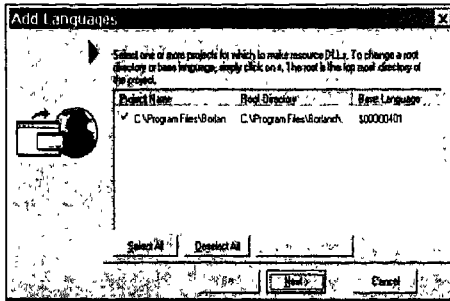 Add Languages
Select one or more projects for which to make resource DLLs. To change a root
directory or base language, simply click on it. The root is the top most directory of
the project.
Project Name Root Directory Base Language
C:\Program Files\Borlan C:\Program Files\Borland\ $00000401
Select All Deselect All
Next >
Cancel